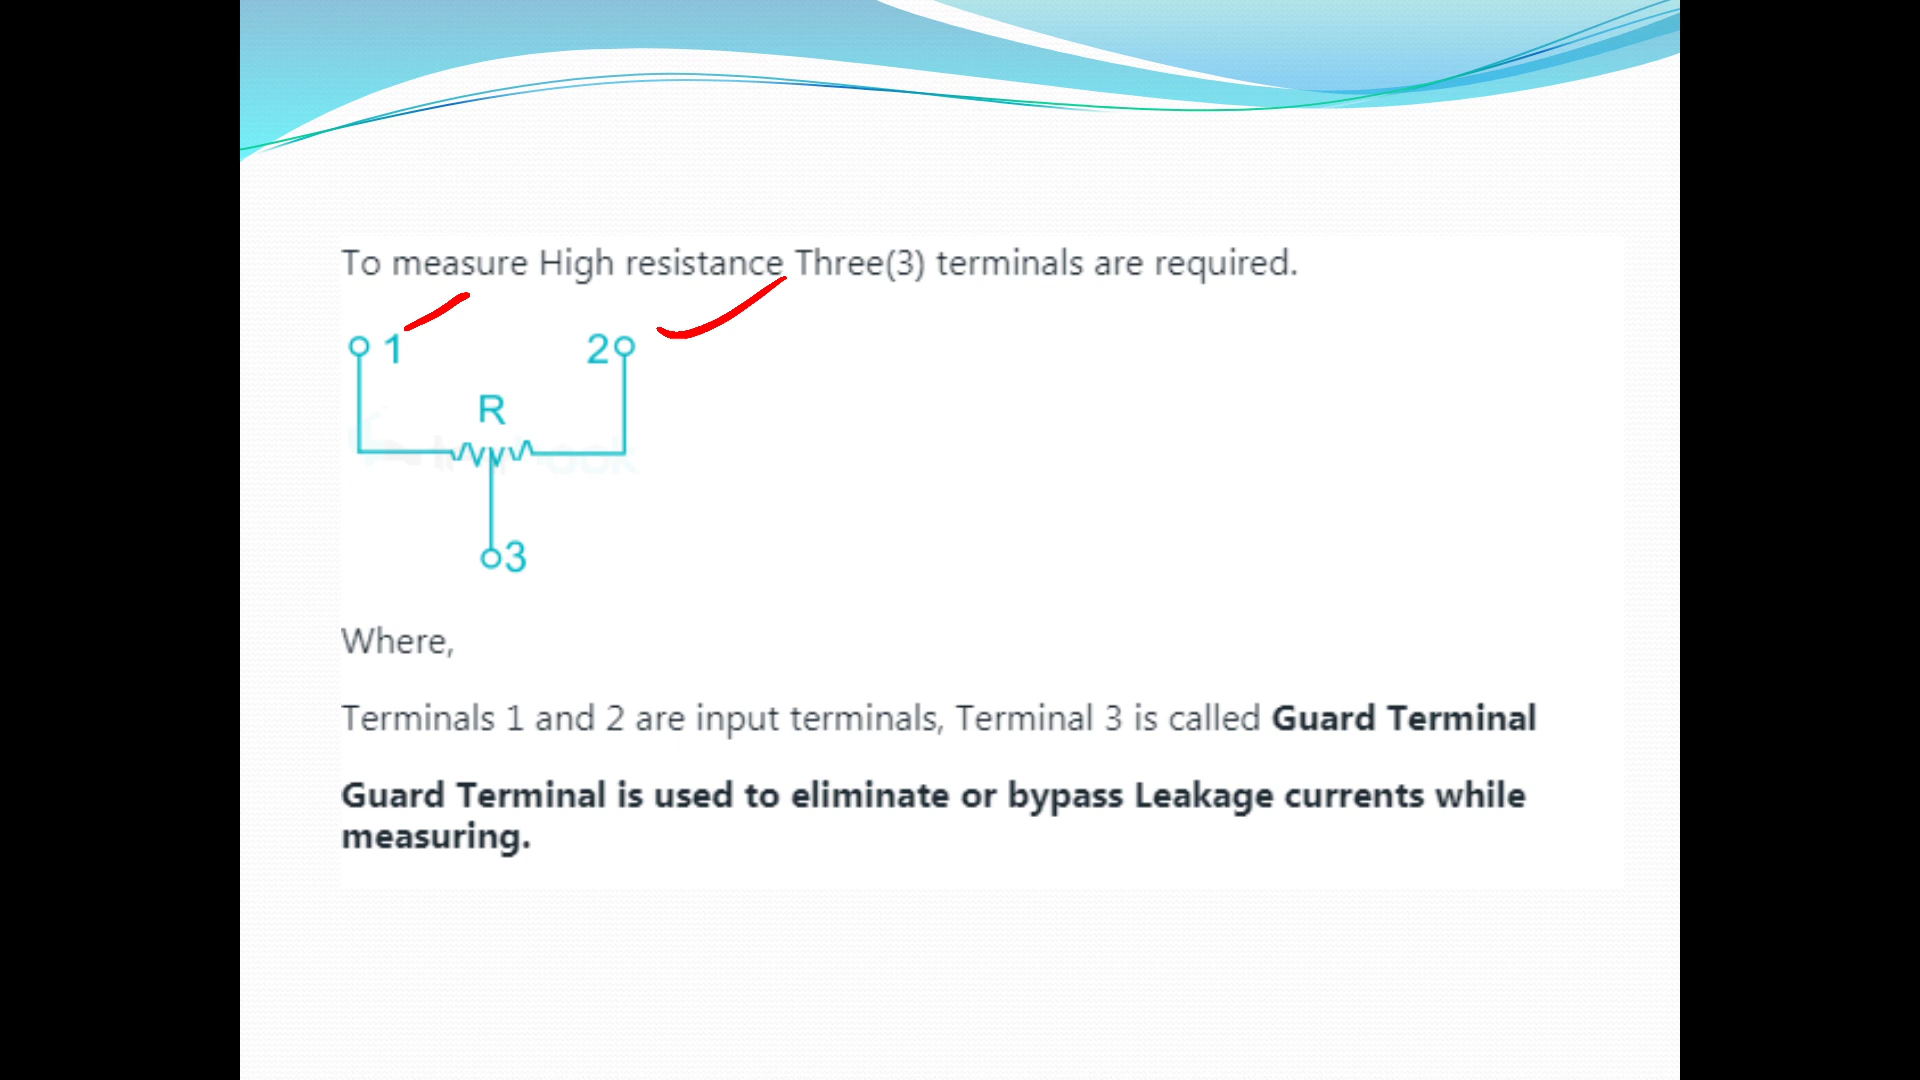 To measure High resistance Three(3) terminals are required.
1
2
R
3
Where,
Terminals 1 and 2 are input terminals, Terminal 3 is called Guard Terminal
Guard Terminal is used to eliminate or bypass Leakage currents while
measuring.